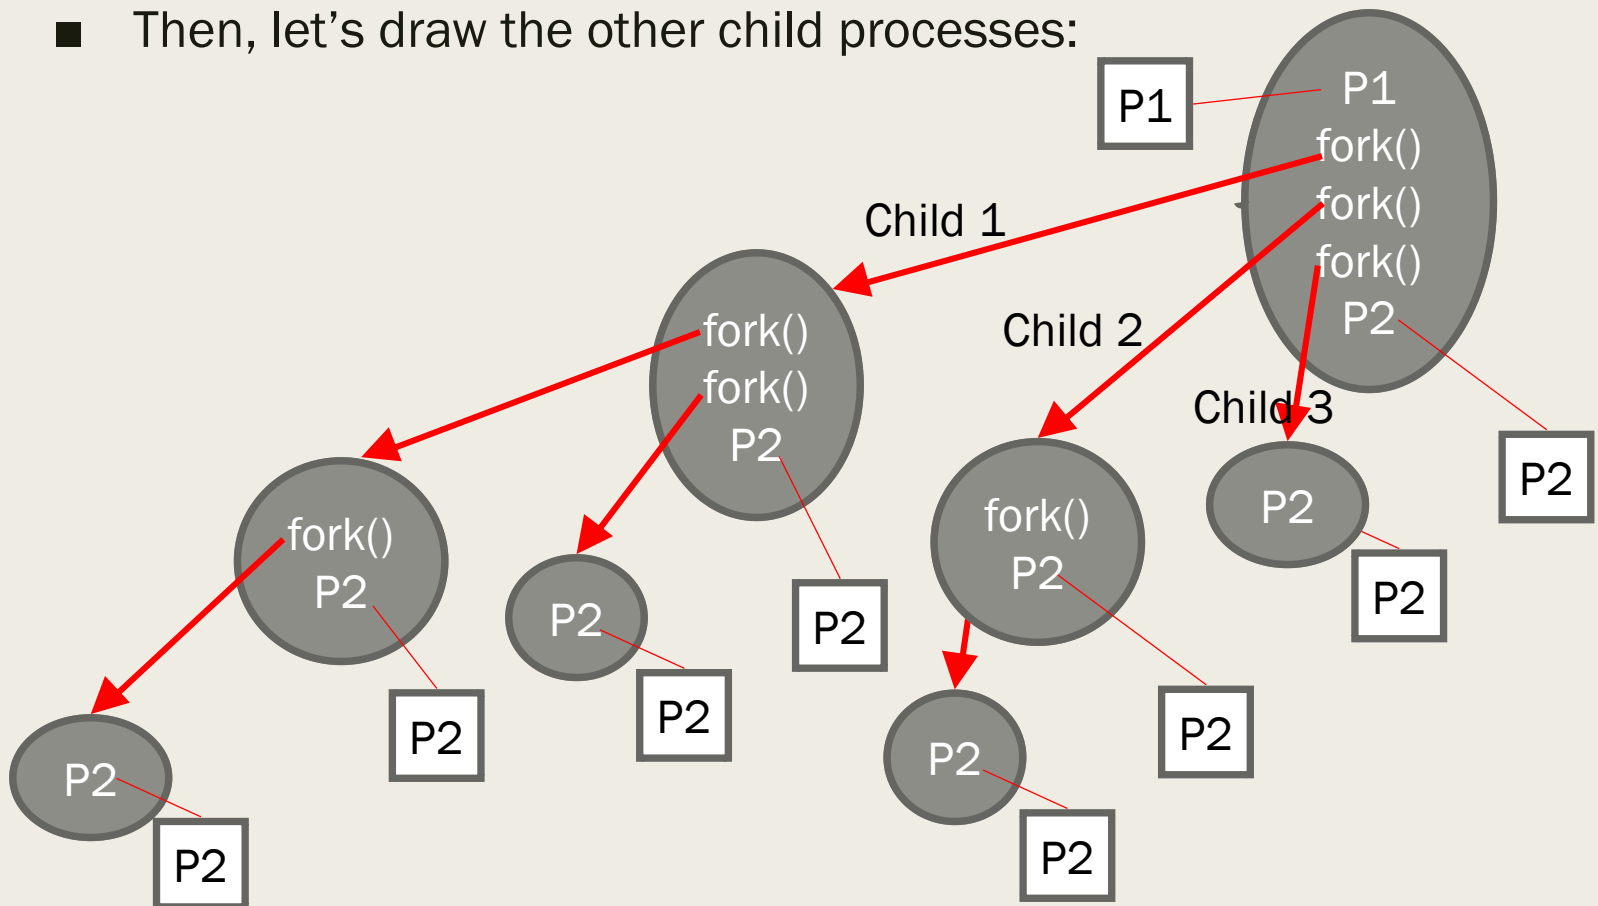 ■ Then, let’s draw the other child processes:
P1
P1
fork()
fork()
fork()
P2
Child 1
Child 2
Child 3
P2
fork()
fork()
P2
P2
fork()
P2
P2
P2
P2
fork()
P2
P2
P2
P2
P2
P2
P2
P2